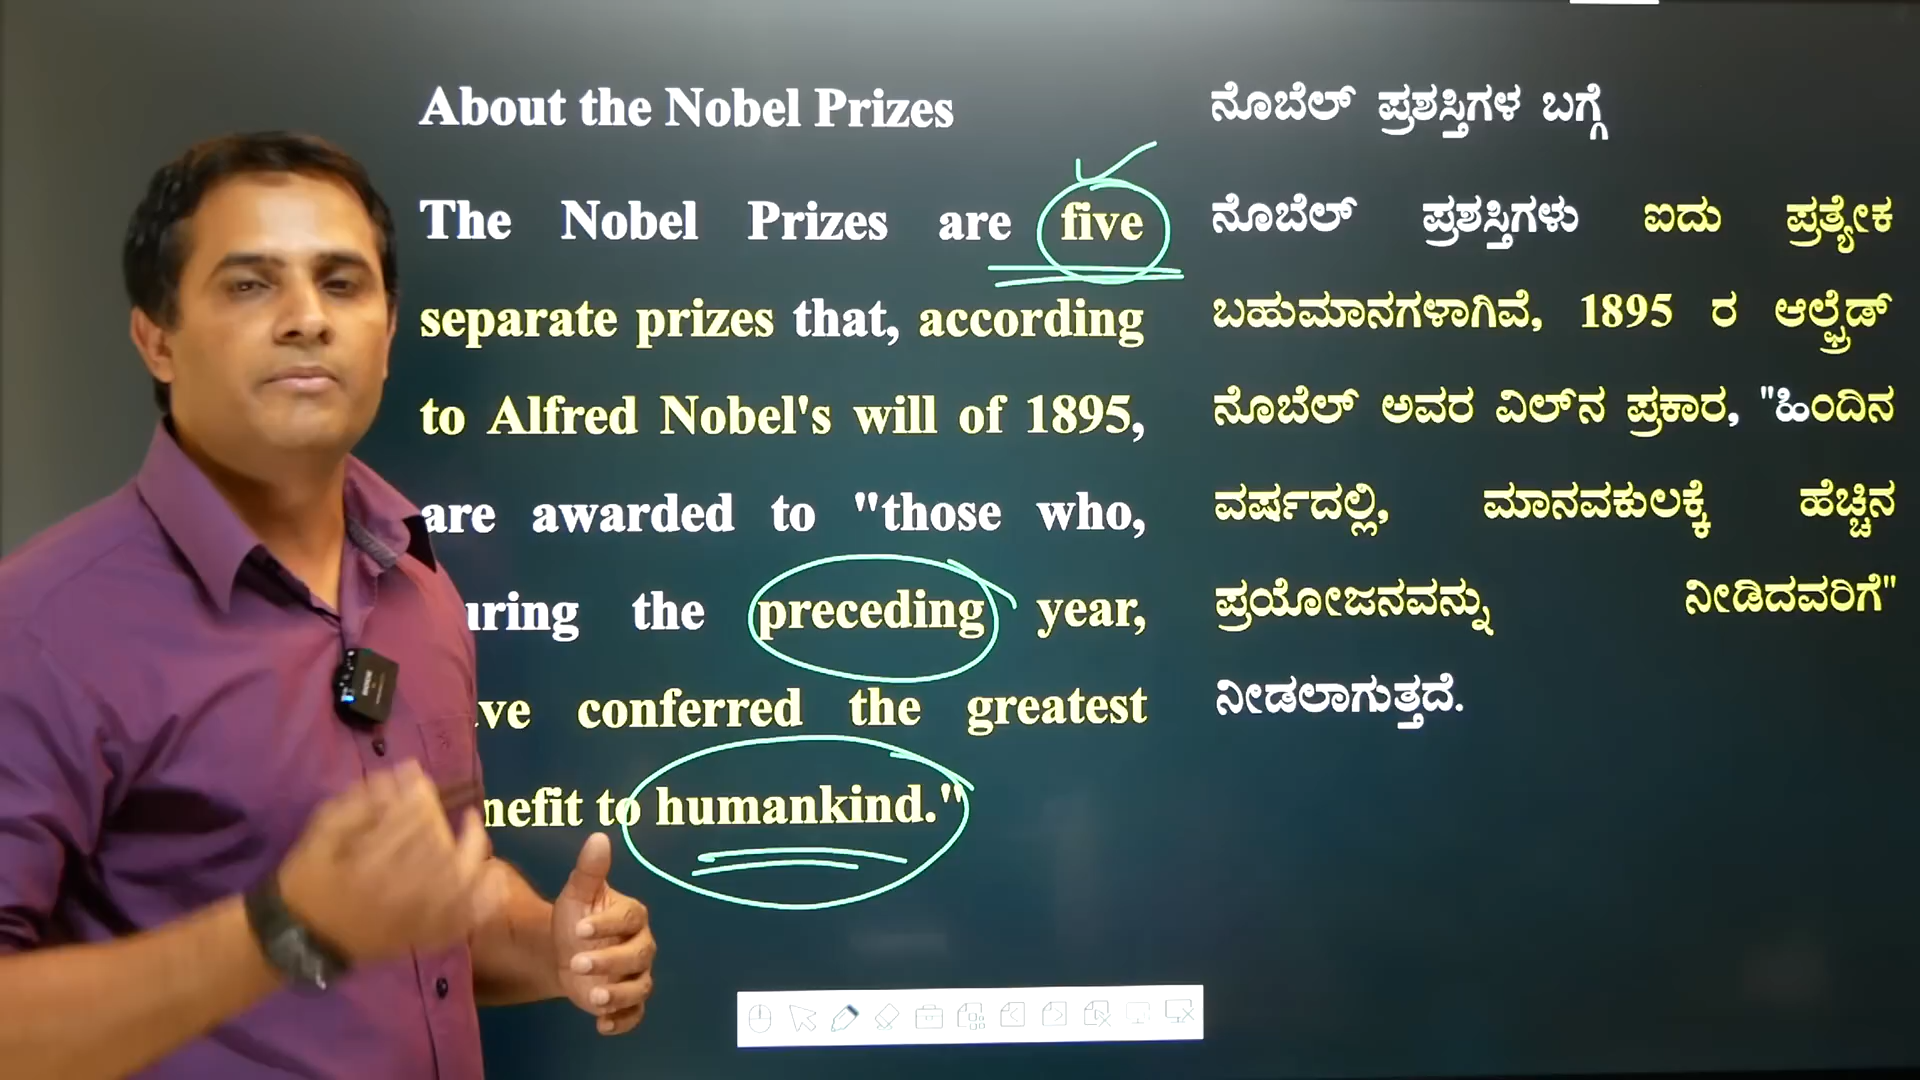 About the Nobel Prizes
The Nobel Prizes are five
separate prizes that, according
to Alfred Nobel's will of 1895,
are awarded to "those who,
uring the preceding year,
ve conferred the greatest
nefit to humankind."
ನೊಬೆಲ್ ಪ್ರಶಸ್ತಿಗಳ ಬಗ್ಗೆ
ನೊಬೆಲ್ ಪ್ರಶಸ್ತಿಗಳು ಐದು ಪ್ರತ್ಯೇಕ
ಬಹುಮಾನಗಳಾಗಿವೆ, 1895 ರ ಆಲ್ಫ್ರೆಡ್
ನೊಬೆಲ್ ಅವರ ವಿಲ್‌ನ ಪ್ರಕಾರ, "ಹಿಂದಿನ
ವರ್ಷದಲ್ಲಿ, ಮಾನವಕುಲಕ್ಕೆ ಹೆಚ್ಚಿನ
ಪ್ರಯೋಜನವನ್ನು ನೀಡಿದವರಿಗೆ"
ನೀಡಲಾಗುತ್ತದೆ.